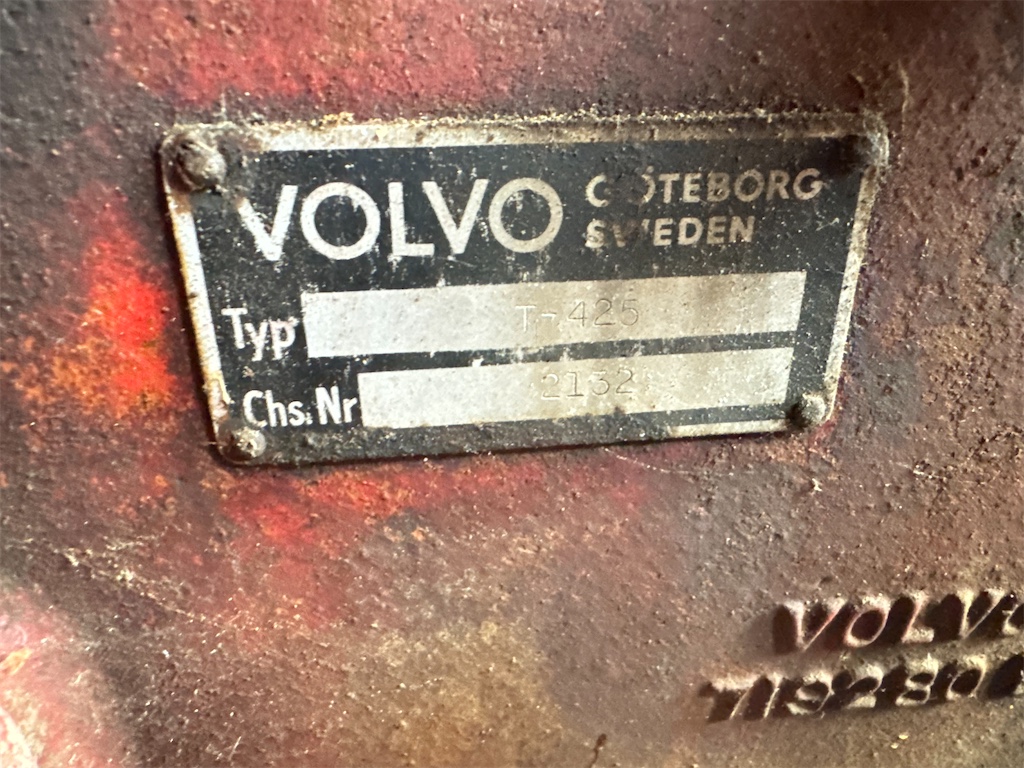 VOLVO GÖTEBORG
SWEDEN
Typ T-425
Chs.Nr 2132
VOLVO